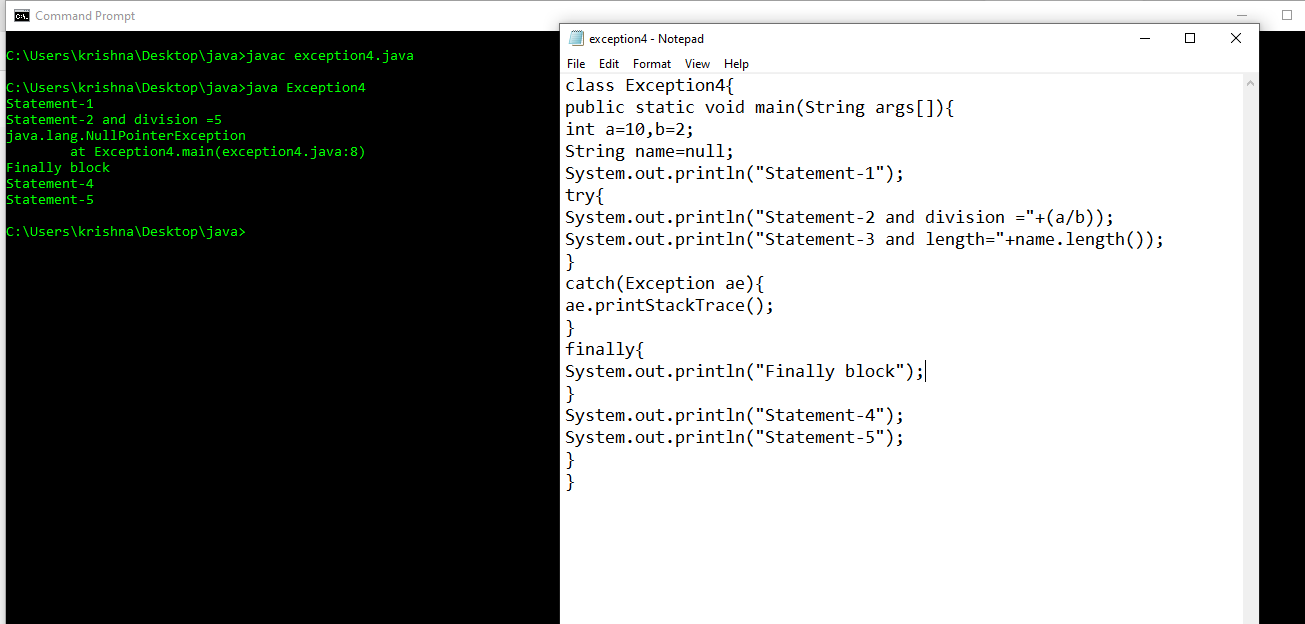 Command Prompt
C:\Users\krishna\Desktop\java>javac exception4.java
C:\Users\krishna\Desktop\java>java Exception4
Statement-1
Statement-2 and division =5
java.lang.NullPointerException
        at Exception4.main(exception4.java:8)
Finally block
Statement-4
Statement-5
C:\Users\krishna\Desktop\java>
exception4 - Notepad
File Edit Format View Help
class Exception4{
public static void main(String args[]){
int a=10,b=2;
String name=null;
System.out.println("Statement-1");
try{
System.out.println("Statement-2 and division ="+(a/b));
System.out.println("Statement-3 and length="+name.length());
}
catch(Exception ae){
ae.printStackTrace();
}
finally{
System.out.println("Finally block");
}
System.out.println("Statement-4");
System.out.println("Statement-5");
}
}